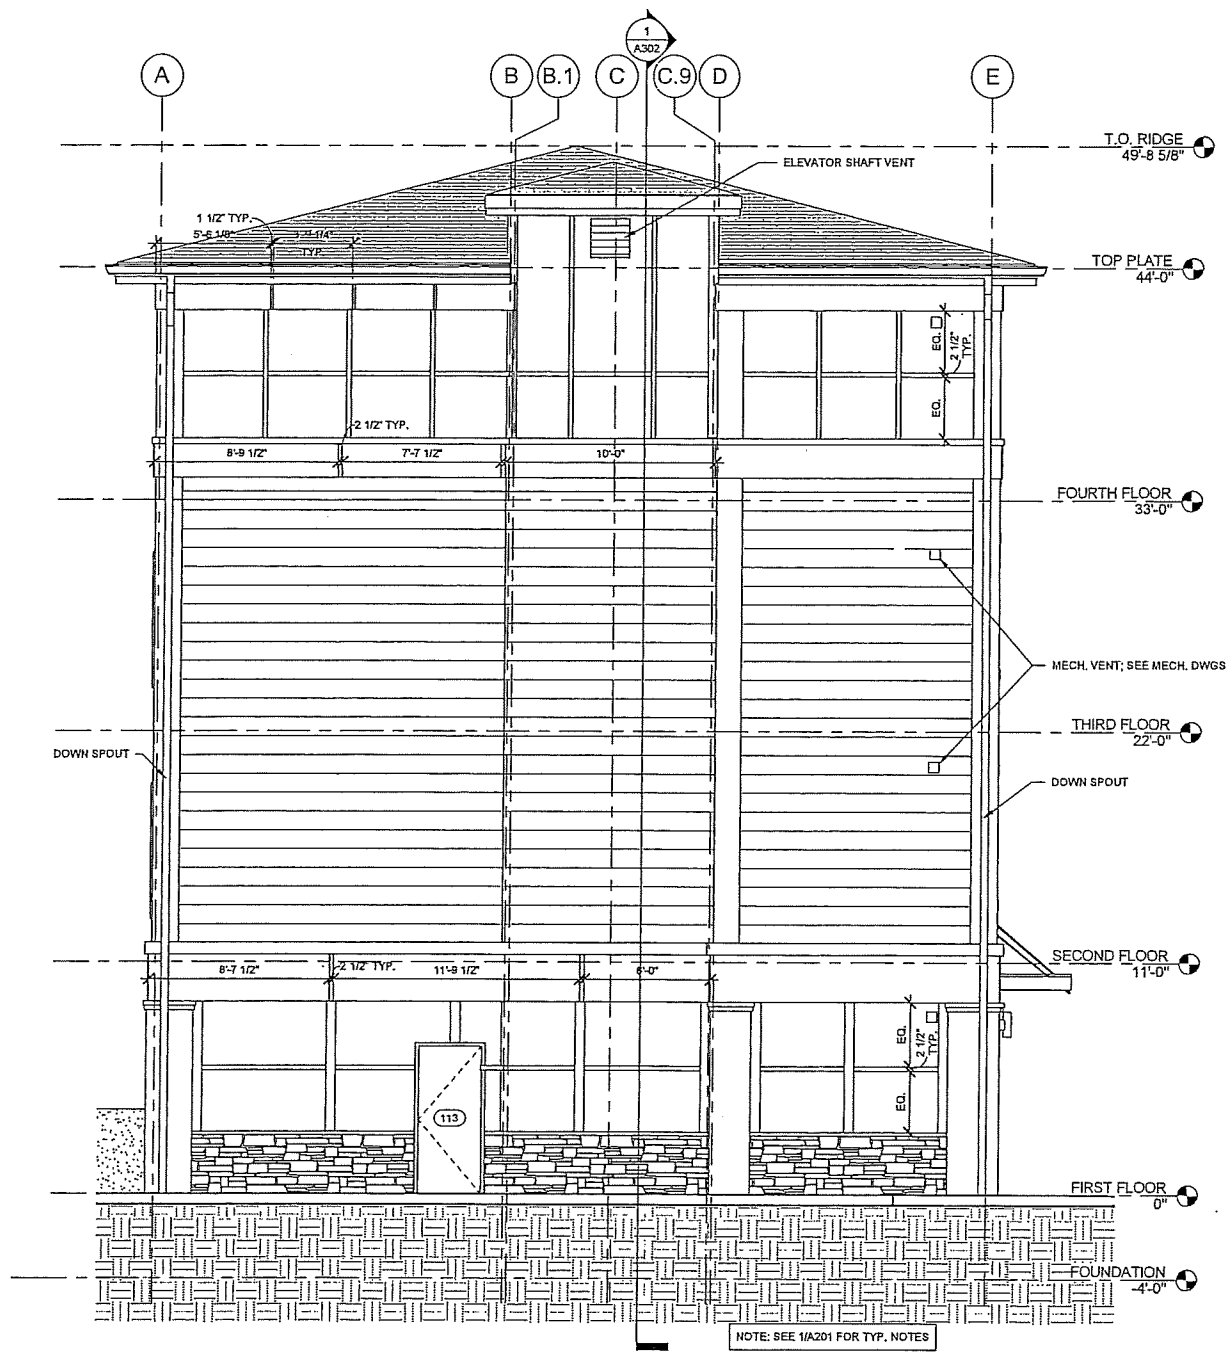 1
A302
A
B
B.1
C
C.9
D
E
T.O. RIDGE
49'-8 5/8"
ELEVATOR SHAFT VENT
1 1/2" TYP.
5'-6 1/8"
TYP.
TOP PLATE
44'-0"
EQ.
2 1/2"
TYP.
EQ.
2 1/2" TYP.
8'-9 1/2"
7'-7 1/2"
10'-0"
FOURTH FLOOR
33'-0"
MECH. VENT; SEE MECH. DWGS
THIRD FLOOR
22'-0"
DOWN SPOUT
DOWN SPOUT
SECOND FLOOR
11'-0"
8'-7 1/2"
2 1/2" TYP.
11'-9 1/2"
6'-0"
EQ.
2 1/2"
TYP.
EQ.
113
FIRST FLOOR
0"
FOUNDATION
-4'-0"
NOTE: SEE 1/A201 FOR TYP. NOTES